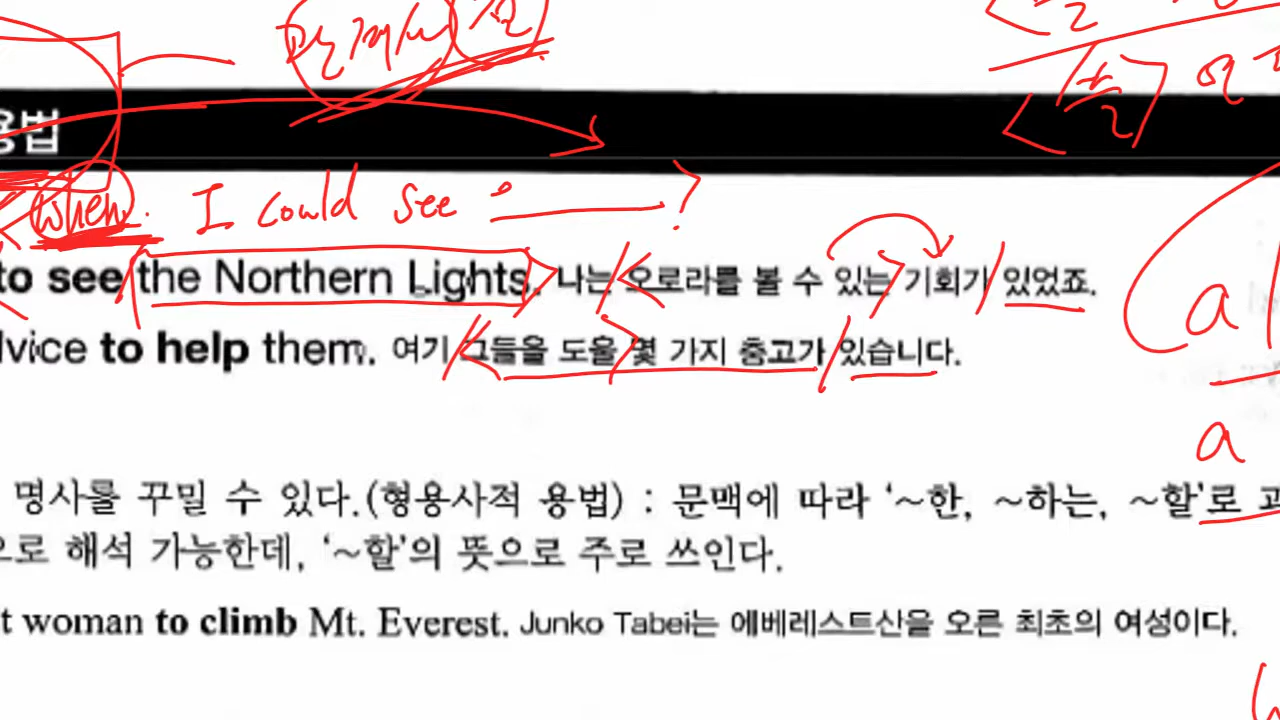 용법
when I could see ?
to see the Northern Lights. 나는 오로라를 볼 수 있는 기회가 있었죠.
dvice to help them. 여기 그들을 도울 몇 가지 충고가 있습니다.
a
a
명사를 꾸밀 수 있다.(형용사적 용법) : 문맥에 따라 '~한, ~하는, ~할'로 과
으로 해석 가능한데, '~할'의 뜻으로 주로 쓰인다.
t woman to climb Mt. Everest. Junko Tabei는 에베레스트산을 오른 최초의 여성이다.